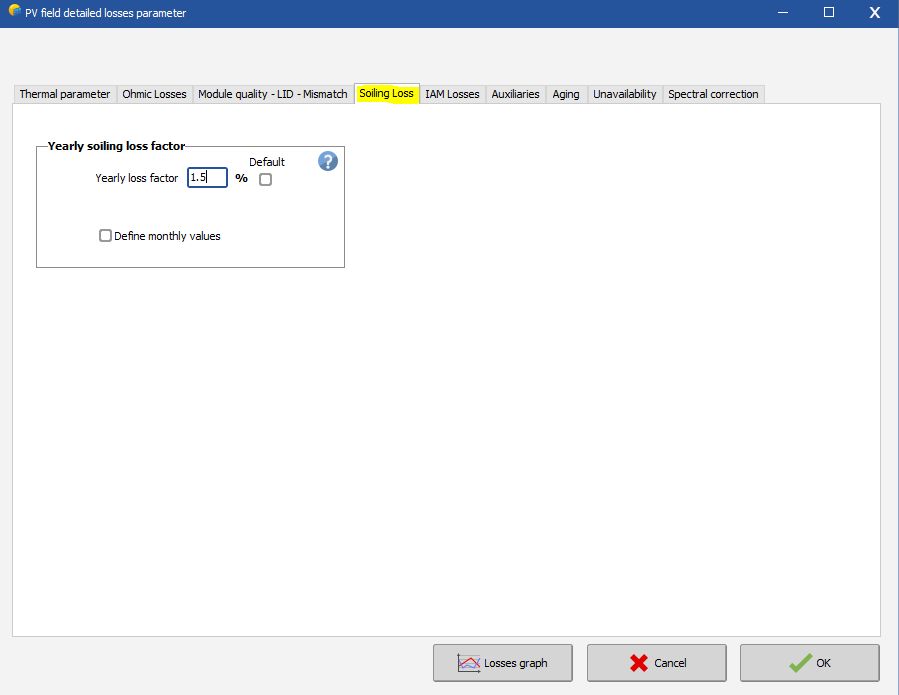 PV field detailed losses parameter
Thermal parameter Ohmic Losses Module quality - LID - Mismatch Soiling Loss IAM Losses Auxiliaries Aging Unavailability Spectral correction
Yearly soiling loss factor
Default ?
Yearly loss factor 1.5 %
Define monthly values
Losses graph Cancel OK